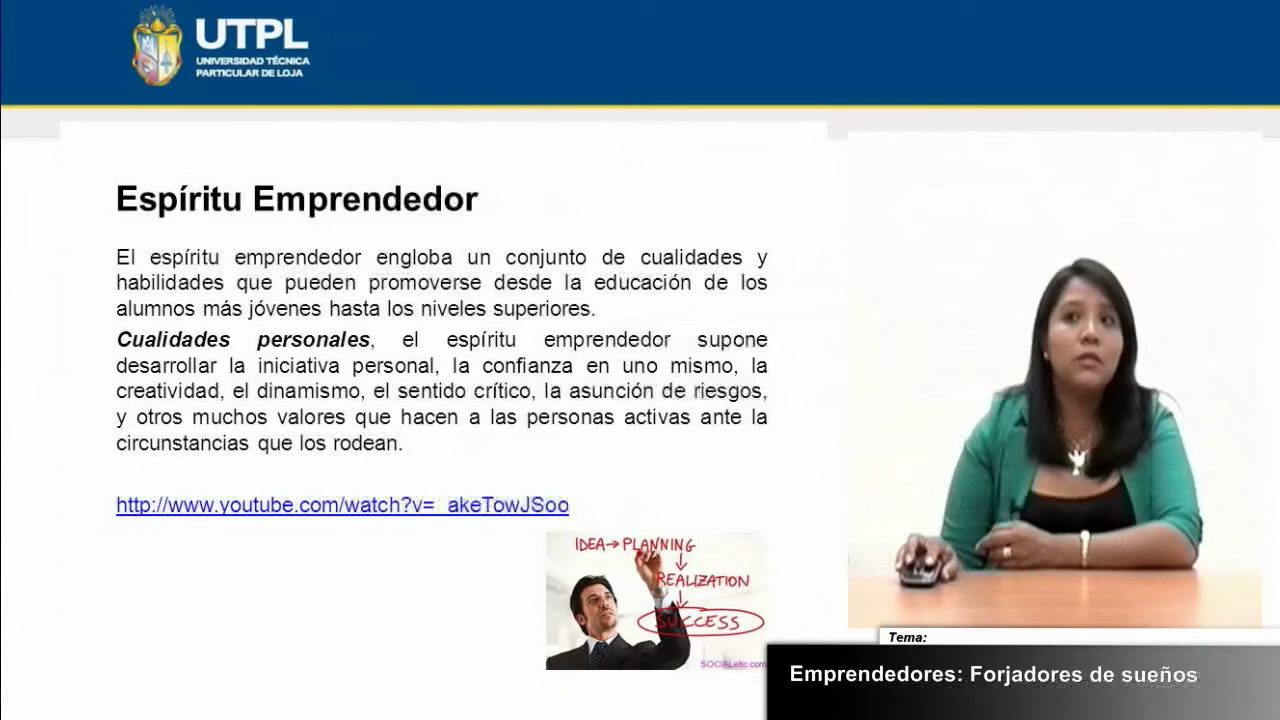 UTPL
UNIVERSIDAD TÉCNICA
PARTICULAR DE LOJA
Espíritu Emprendedor
El espíritu emprendedor engloba un conjunto de cualidades y
habilidades que pueden promoverse desde la educación de los
alumnos más jóvenes hasta los niveles superiores.
Cualidades personales, el espíritu emprendedor supone
desarrollar la iniciativa personal, la confianza en uno mismo, la
creatividad, el dinamismo, el sentido crítico, la asunción de riesgos,
y otros muchos valores que hacen a las personas activas ante la
circunstancias que los rodean.
http://www.youtube.com/watch?v=_akeTowJSoo
IDEA→PLANNING
REALIZATION
SUCCESS
SOCIALetic.com
Tema:
Emprendedores: Forjadores de sueños